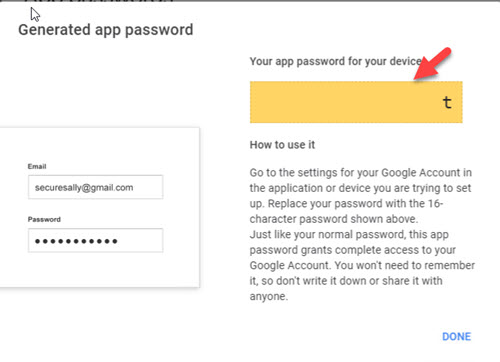 Generated app password
Your app password for your device
t
Email
securesally@gmail.com
Password
•••••••••••
How to use it
Go to the settings for your Google Account in
the application or device you are trying to set
up. Replace your password with the 16-
character password shown above.
Just like your normal password, this app
password grants complete access to your
Google Account. You won't need to remember
it, so don't write it down or share it with
anyone.
DONE